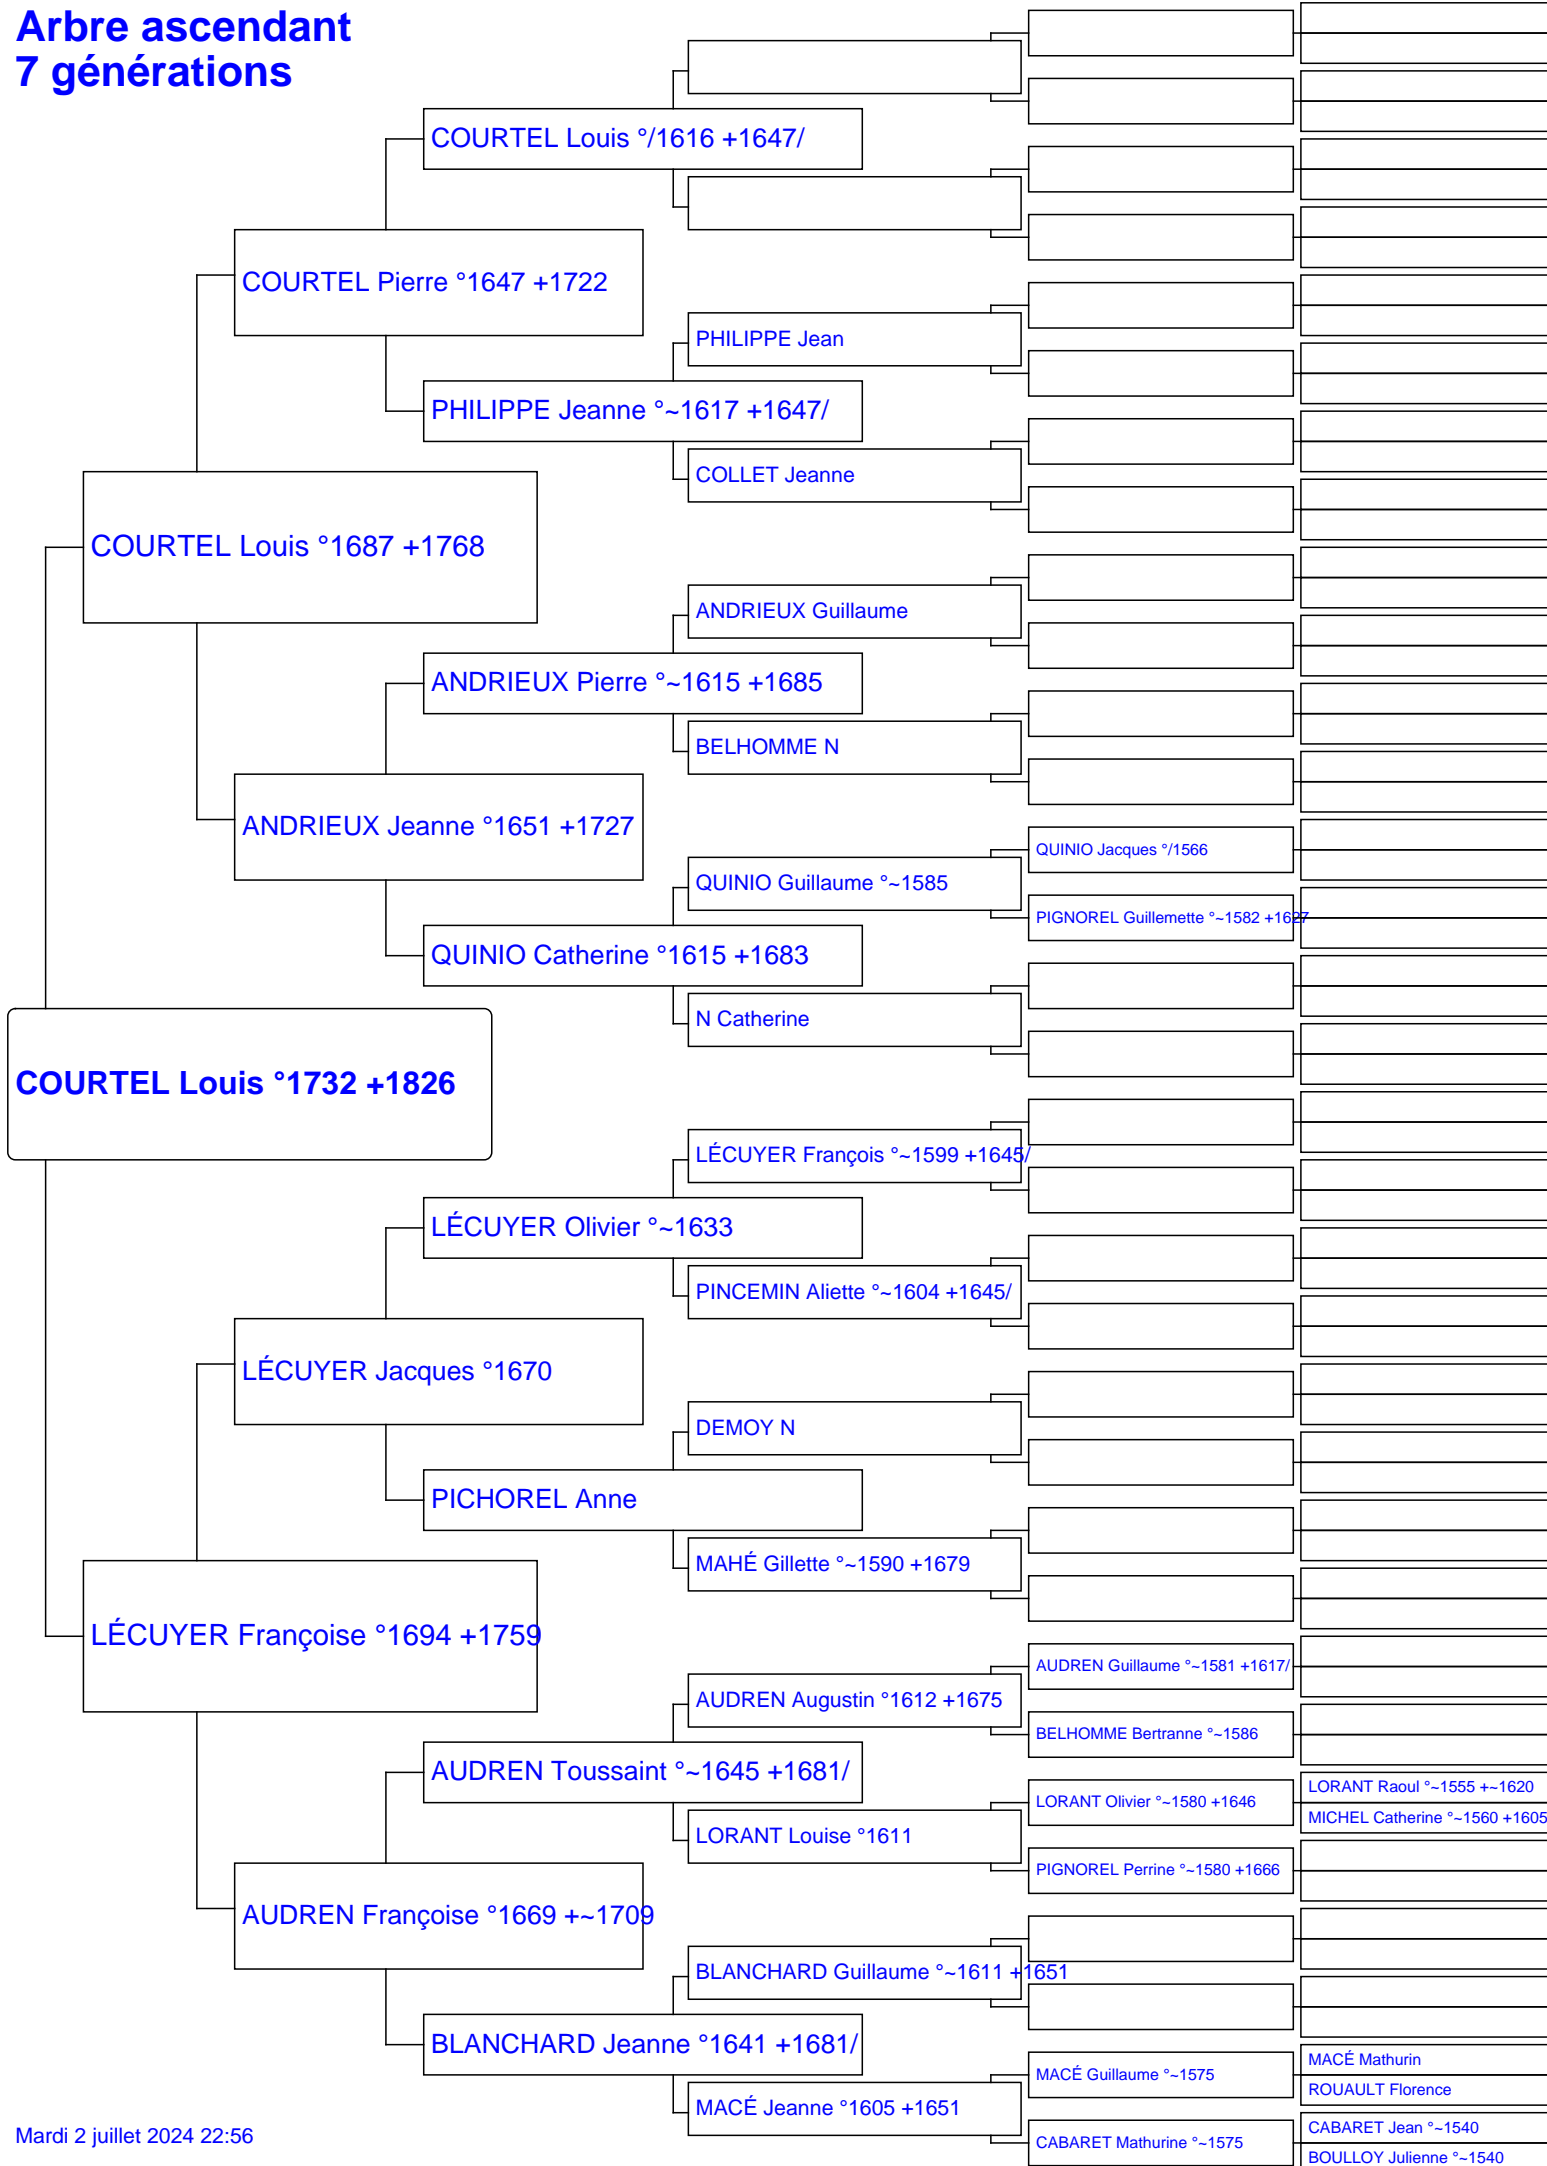 Arbre ascendant
7 générations
COURTEL Louis °/1616 +1647/
COURTEL Pierre °1647 +1722
PHILIPPE Jean
PHILIPPE Jeanne °~1617 +1647/
COLLET Jeanne
COURTEL Louis °1687 +1768
ANDRIEUX Guillaume
ANDRIEUX Pierre °~1615 +1685
BELHOMME N
ANDRIEUX Jeanne °1651 +1727
QUINIO Jacques °/1566
QUINIO Guillaume °~1585
PIGNOREL Guillemette °~1582 +1627
QUINIO Catherine °1615 +1683
N Catherine
COURTEL Louis °1732 +1826
LÉCUYER François °~1599 +1645/
LÉCUYER Olivier °~1633
PINCEMIN Aliette °~1604 +1645/
LÉCUYER Jacques °1670
DEMOY N
PICHOREL Anne
MAHÉ Gillette °~1590 +1679
LÉCUYER Françoise °1694 +1759
AUDREN Guillaume °~1581 +1617/
AUDREN Augustin °1612 +1675
BELHOMME Bertranne °~1586
AUDREN Toussaint °~1645 +1681/
LORANT Raoul °~1555 +~1620
LORANT Olivier °~1580 +1646
MICHEL Catherine °~1560 +1605
LORANT Louise °1611
PIGNOREL Perrine °~1580 +1666
AUDREN Françoise °1669 +~1709
BLANCHARD Guillaume °~1611 +1651
BLANCHARD Jeanne °1641 +1681/
MACÉ Mathurin
MACÉ Guillaume °~1575
ROUAULT Florence
MACÉ Jeanne °1605 +1651
CABARET Jean °~1540
CABARET Mathurine °~1575
BOULLOY Julienne °~1540
Mardi 2 juillet 2024 22:56